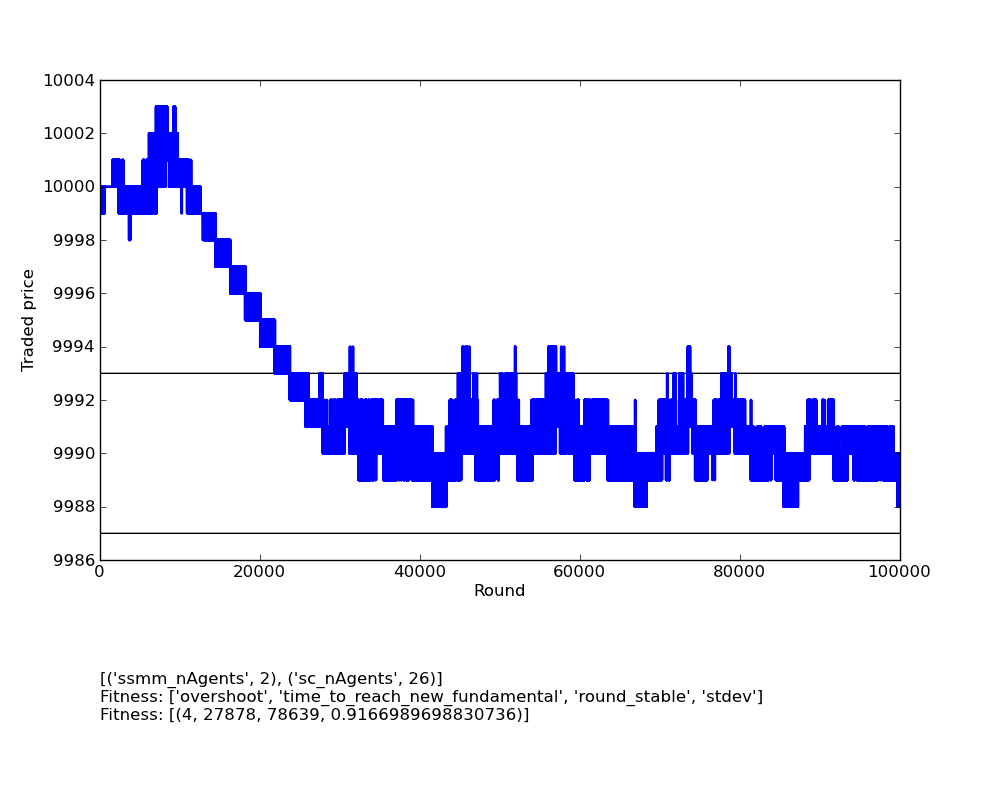 10004
10002
10000
9998
9996
9994
9992
9990
9988
9986
Traded price
0 20000 40000 60000 80000 100000
Round
[('ssmm_nAgents', 2), ('sc_nAgents', 26)]
Fitness: ['overshoot', 'time_to_reach_new_fundamental', 'round_stable', 'stdev']
Fitness: [(4, 27878, 78639, 0.9166989698830736)]